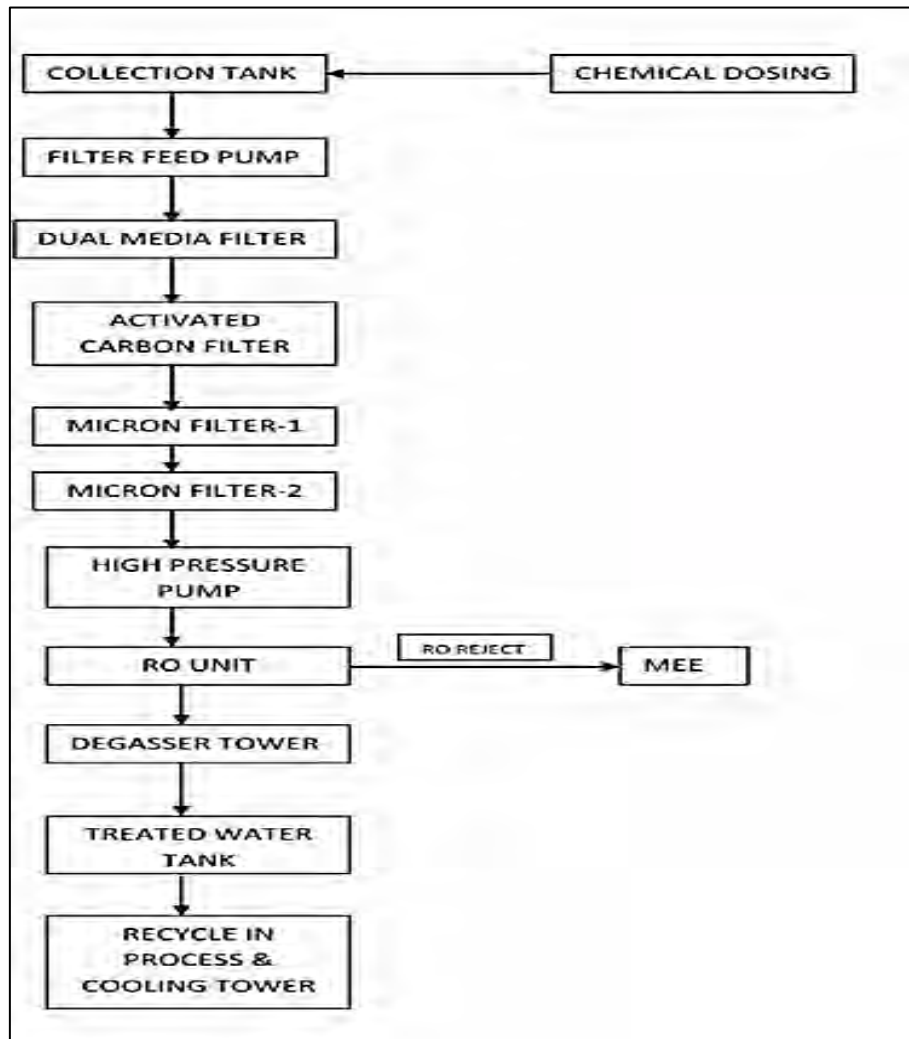 COLLECTION TANK
CHEMICAL DOSING
FILTER FEED PUMP
DUAL MEDIA FILTER
ACTIVATED
CARBON FILTER
MICRON FILTER-1
MICRON FILTER-2
HIGH PRESSURE
PUMP
RO UNIT
RO REJECT
MEE
DEGASSER TOWER
TREATED WATER
TANK
RECYCLE IN
PROCESS &
COOLING TOWER